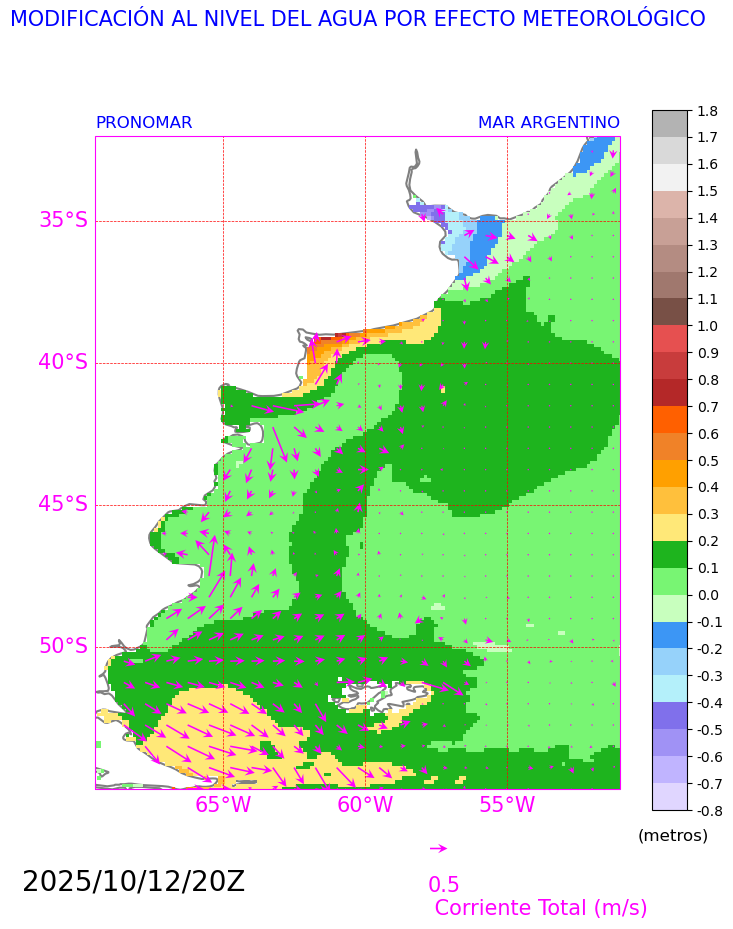 MODIFICACIÓN AL NIVEL DEL AGUA POR EFECTO METEOROLÓGICO
PRONOMAR MAR ARGENTINO
35°S
40°S
45°S
50°S
65°W 60°W 55°W
1.8
1.7
1.6
1.5
1.4
1.3
1.2
1.1
1.0
0.9
0.8
0.7
0.6
0.5
0.4
0.3
0.2
0.1
0.0
-0.1
-0.2
-0.3
-0.4
-0.5
-0.6
-0.7
-0.8
(metros)
2025/10/12/20Z
0.5
Corriente Total (m/s)